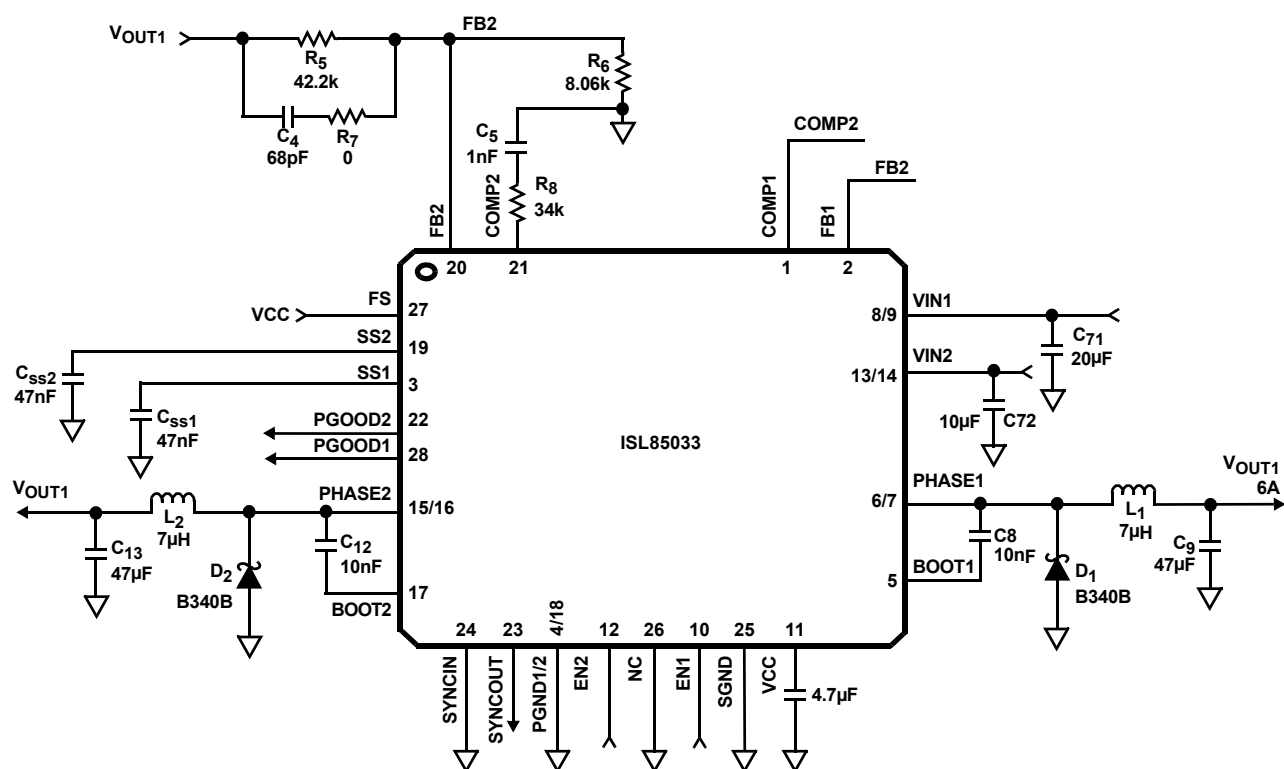 FB2
VOUT1
R5
42.2k
R6
8.06k
C4
68pF
R7
0
C5
1nF
R8
34k
COMP2
FB2
FB2
COMP2
COMP1
FB1
20
21
1
2
FS
VCC
27
SS2
19
SS1
3
Css2
47nF
Css1
47nF
PGOOD2
22
PGOOD1
28
ISL85033
VIN1
8/9
C71
20µF
VIN2
13/14
10µF
C72
VOUT1
L2
7µH
PHASE2
15/16
C13
47µF
D2
B340B
C12
10nF
17
BOOT2
PHASE1
6/7
VOUT1
6A
L1
7µH
C8
10nF
C9
47µF
BOOT1
5
D1
B340B
24
23
4/18
12
26
10
25
11
SYNCIN
SYNCOUT
PGND1/2
EN2
NC
EN1
SGND
VCC
4.7µF